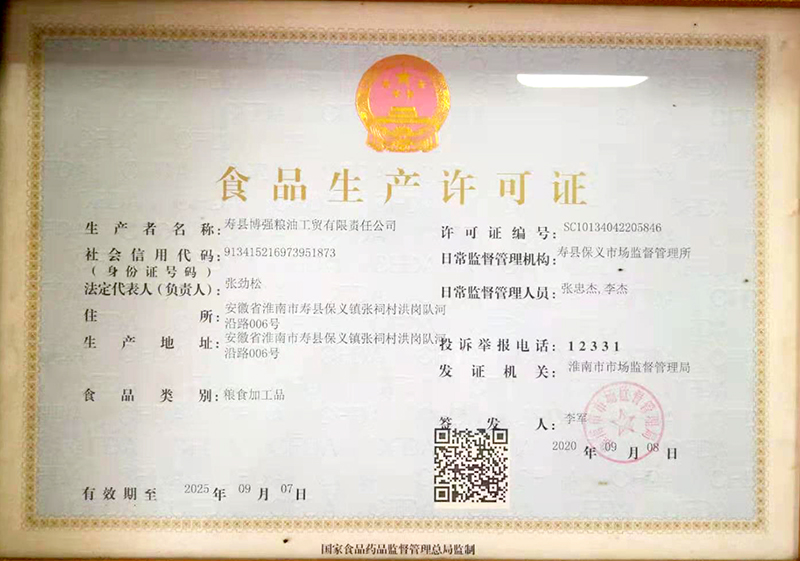 食品生产许可证
生产者名称: 寿县博强粮油工贸有限责任公司
社会信用代码: 913415216973951873
(身份证号码)
法定代表人(负责人): 张劲松
住所: 安徽省淮南市寿县保义镇张祠村洪岗队河
沿路006号
生产地址: 安徽省淮南市寿县保义镇张祠村洪岗队河
沿路006号
食品类别: 粮食加工品
有效期至 2025年09月07日
许可证编号: SC10134042205846
日常监督管理机构: 寿县保义市场监督管理所
日常监督管理人员: 张忠杰,李杰
投诉举报电话: 12331
发证机关: 淮南市市场监督管理局
签发人: 李军
2020年09月08日
淮南市市场监督管理局
国家食品药品监督管理总局监制